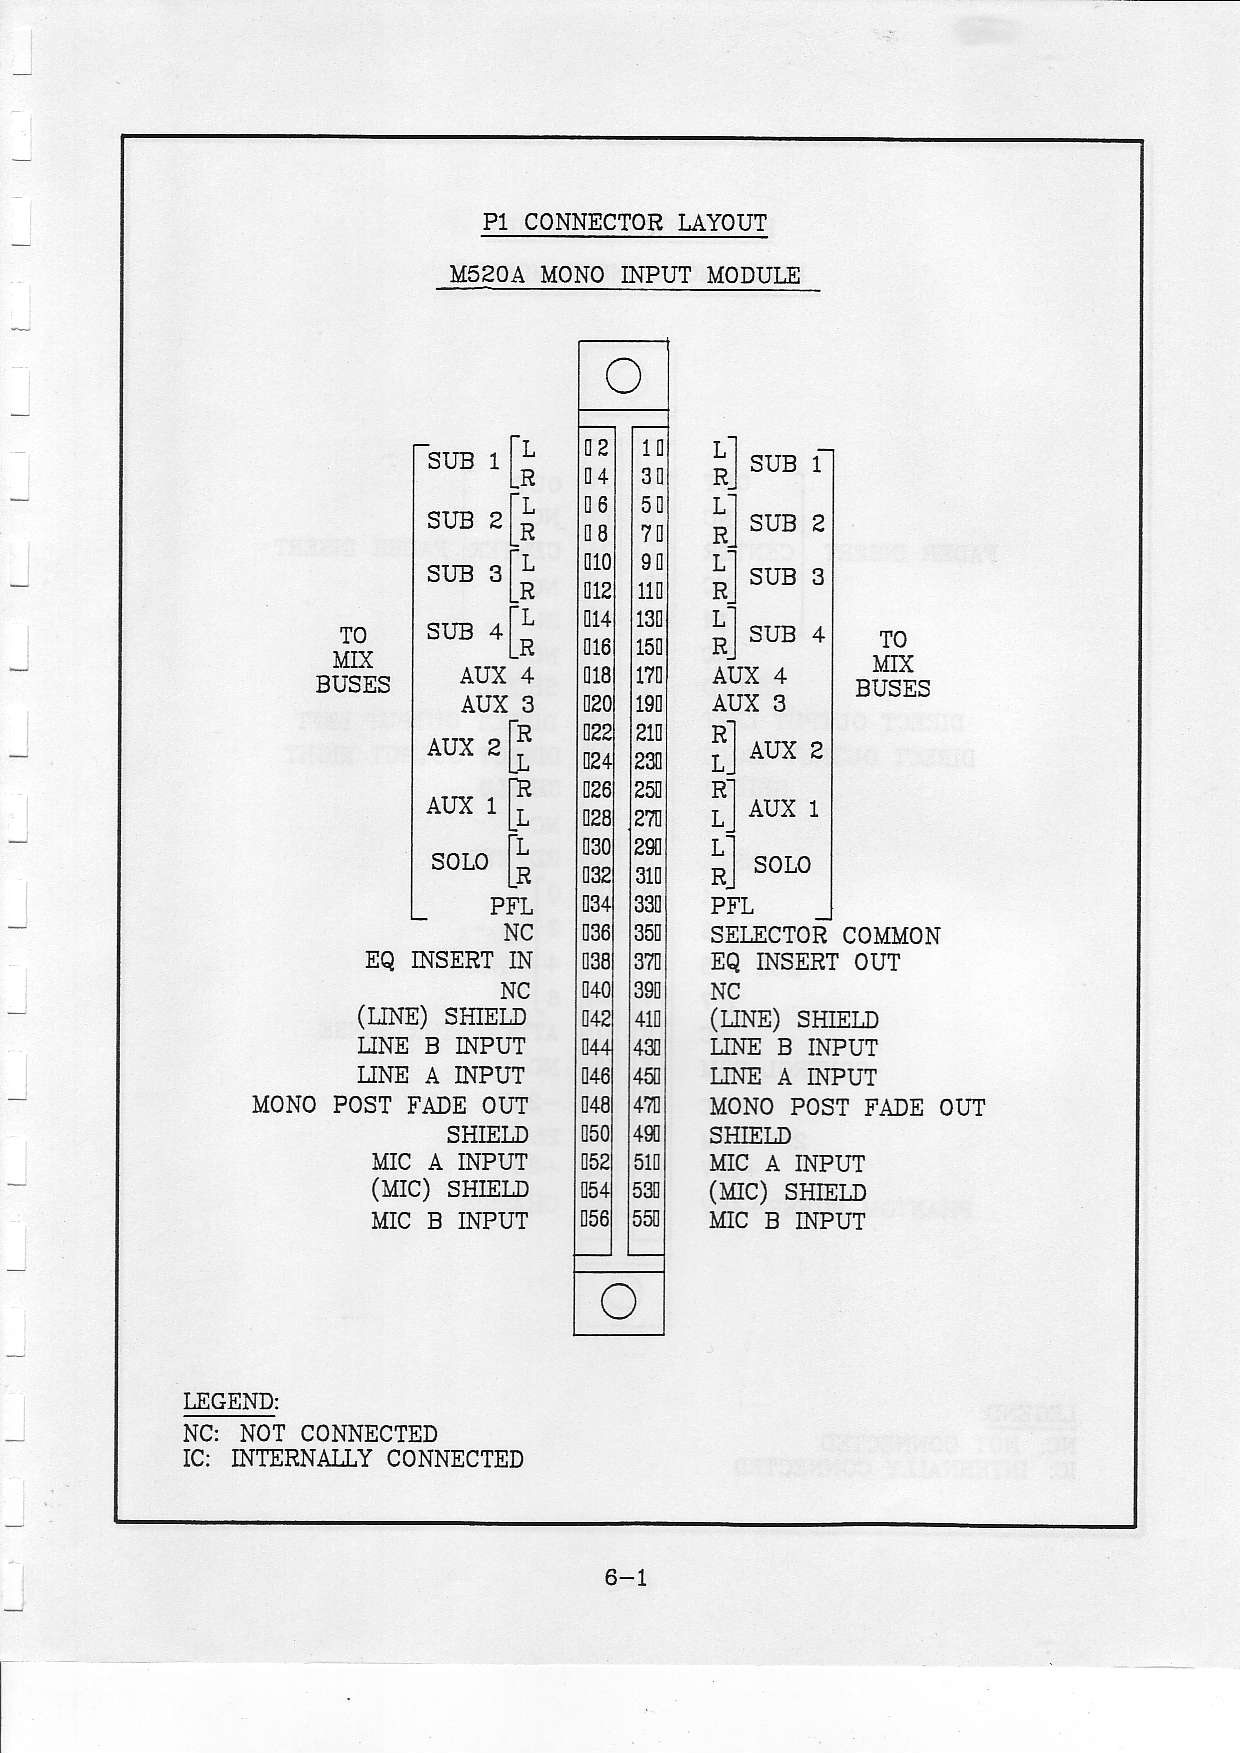 P1 CONNECTOR LAYOUT
M520A MONO INPUT MODULE
SUB 1 L 2 1 L SUB 1
R 4 3 R
SUB 2 L 6 5 L SUB 2
R 8 7 R
SUB 3 L 10 9 L SUB 3
R 12 11 R
SUB 4 L 14 13 L SUB 4
R 16 15 R
TO MIX BUSES
TO MIX BUSES
AUX 4 18 17 AUX 4
AUX 3 20 19 AUX 3
AUX 2 R 22 21 R AUX 2
L 24 23 L
AUX 1 R 26 25 R AUX 1
L 28 27 L
SOLO L 30 29 L SOLO
R 32 31 R
PFL 34 33 PFL
NC 36 35 SELECTOR COMMON
EQ INSERT IN 38 37 EQ INSERT OUT
NC 40 39 NC
(LINE) SHIELD 42 41 (LINE) SHIELD
LINE B INPUT 44 43 LINE B INPUT
LINE A INPUT 46 45 LINE A INPUT
MONO POST FADE OUT 48 47 MONO POST FADE OUT
SHIELD 50 49 SHIELD
MIC A INPUT 52 51 MIC A INPUT
(MIC) SHIELD 54 53 (MIC) SHIELD
MIC B INPUT 56 55 MIC B INPUT
LEGEND:
NC: NOT CONNECTED
IC: INTERNALLY CONNECTED
6-1